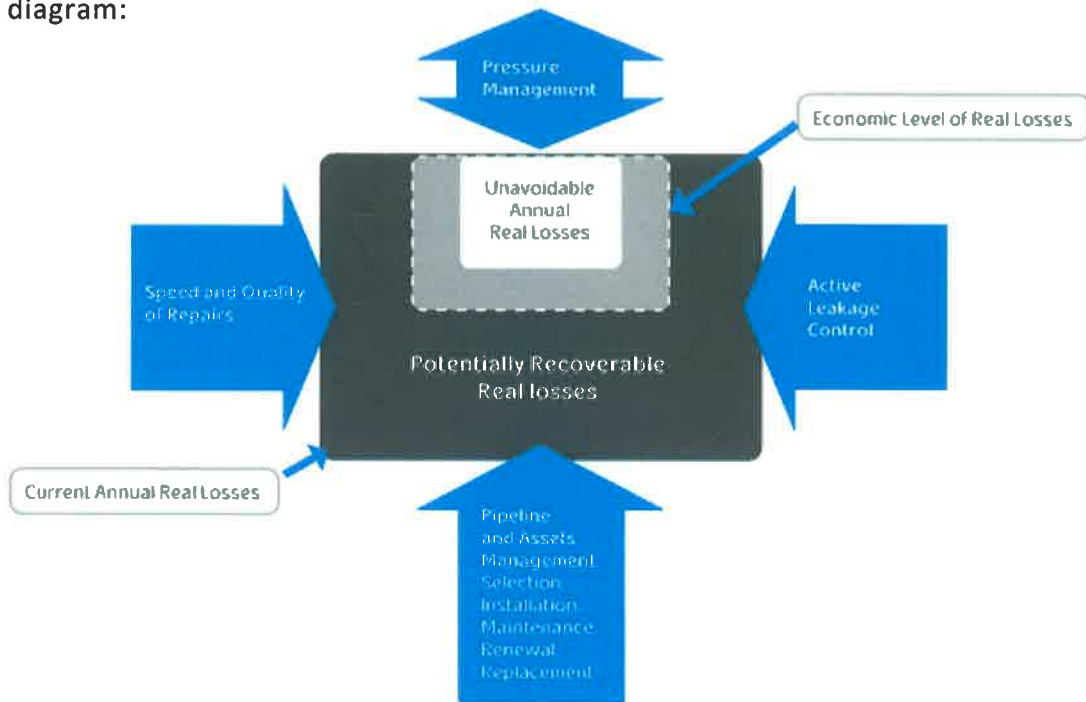 diagram:
Pressure
Management
Economic Level of Real Losses
Unavoidable
Annual
Real Losses
Speed and Quality
of Repairs
Active
Leakage
Control
Potentially Recoverable
Real losses
Current Annual Real Losses
Pipeline
and Assets
Management
Selection
Installation
Maintenance
Renewal
Replacement